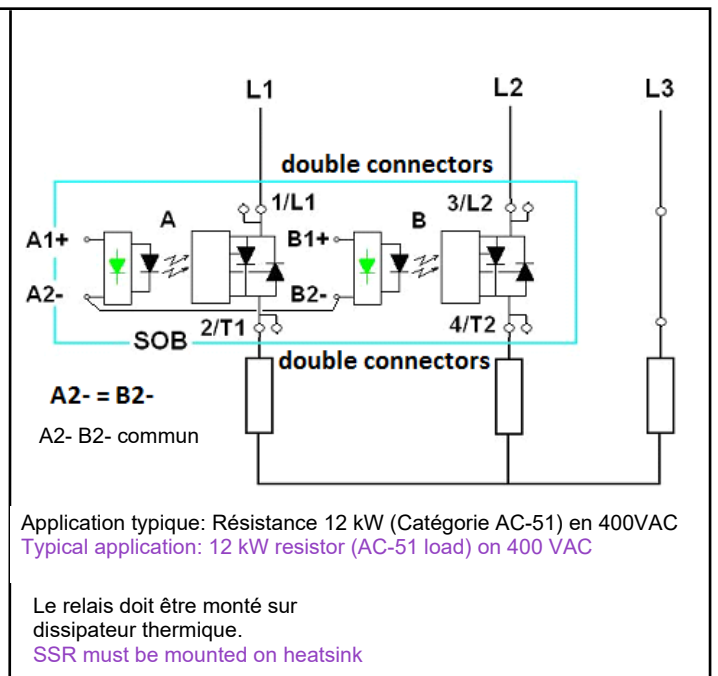 L1 L2 L3
double connectors
1/L1 3/L2
A B
A1+ B1+
A2- B2-
SOB 2/T1 4/T2
double connectors
A2- = B2-
A2- B2- commun
Application typique: Résistance 12 kW (Catégorie AC-51) en 400VAC
Typical application: 12 kW resistor (AC-51 load) on 400 VAC
Le relais doit être monté sur
dissipateur thermique.
SSR must be mounted on heatsink